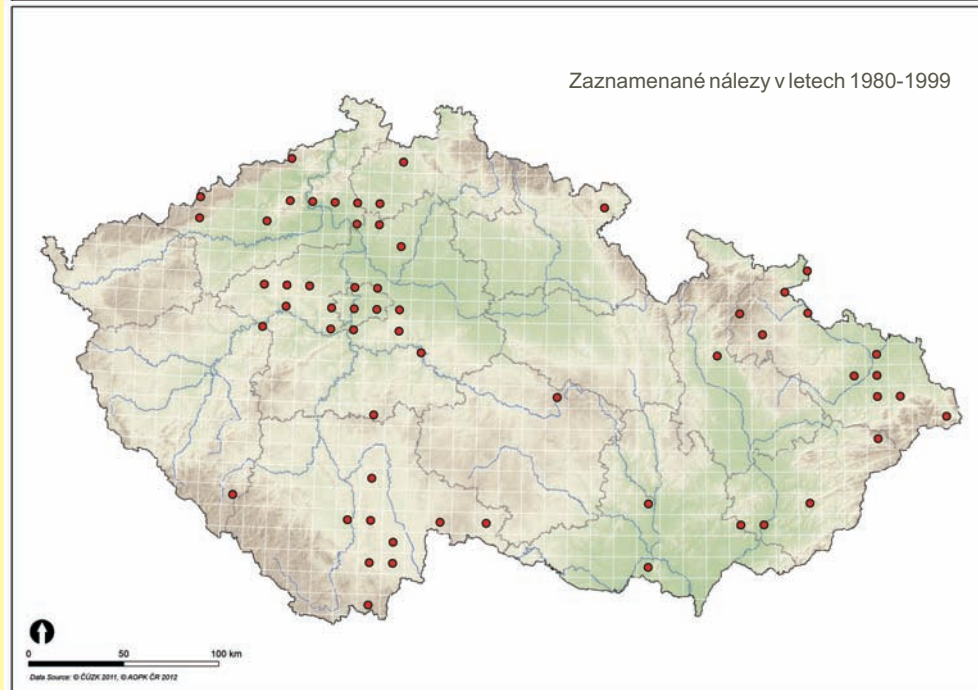 Zaznamenané nálezy v letech 1980-1999
0 50 100 km
Data Source: © ČÚZK 2011, © AOPK ČR 2012